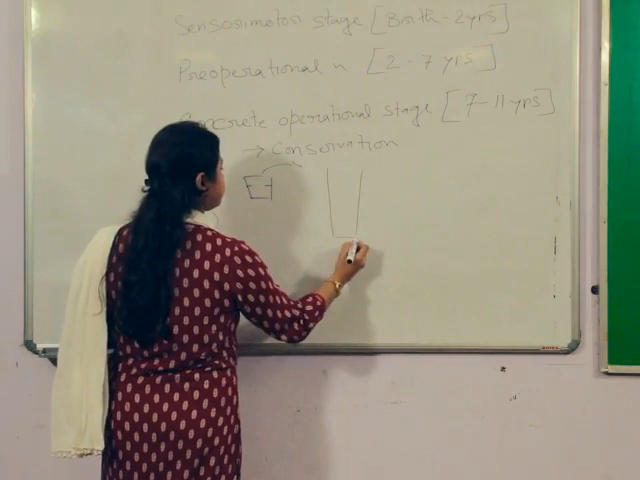 Sensorimotor stage [Birth-2yrs]
Preoperational n [2-7 yrs]
Concrete operational stage [7-11 yrs]
→ Conservation